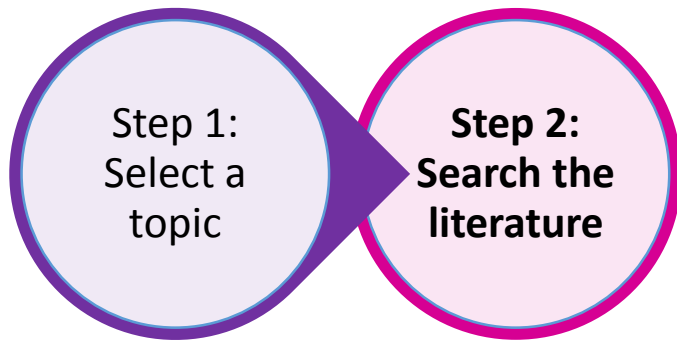 Step 1:
Select a
topic
Step 2:
Search the
literature